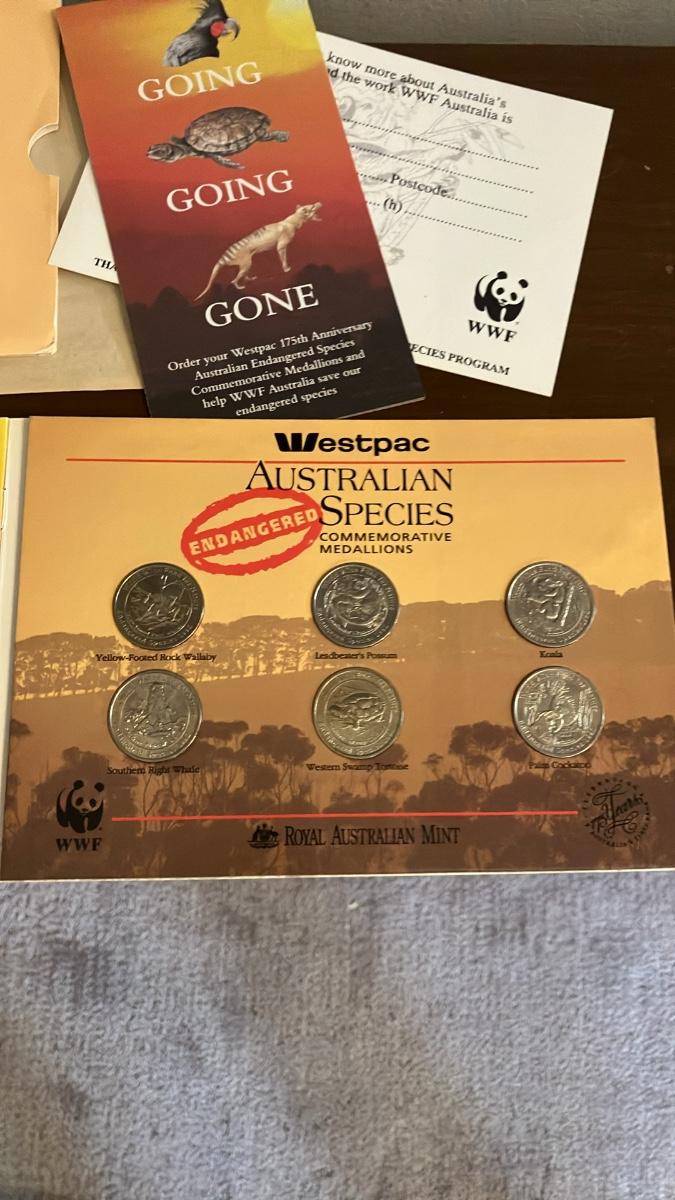 GOING
GOING
GONE
Order your Westpac 175th Anniversary
Australian Endangered Species
Commemorative Medallions and
help WWF Australia save our
endangered species
know more about Australia's
the work WWF Australia is
Postcode
(h)
WWF
PROGRAM
Westpac
AUSTRALIAN
ENDANGERED
SPECIES
COMMEMORATIVE
MEDALLIONS
Yellow-Footed Rock Wallaby
Leadbeater's Possum
Koala
Southern Right Whale
Western Swamp Tortoise
Palm Cockatoo
WWF
ROYAL AUSTRALIAN MINT